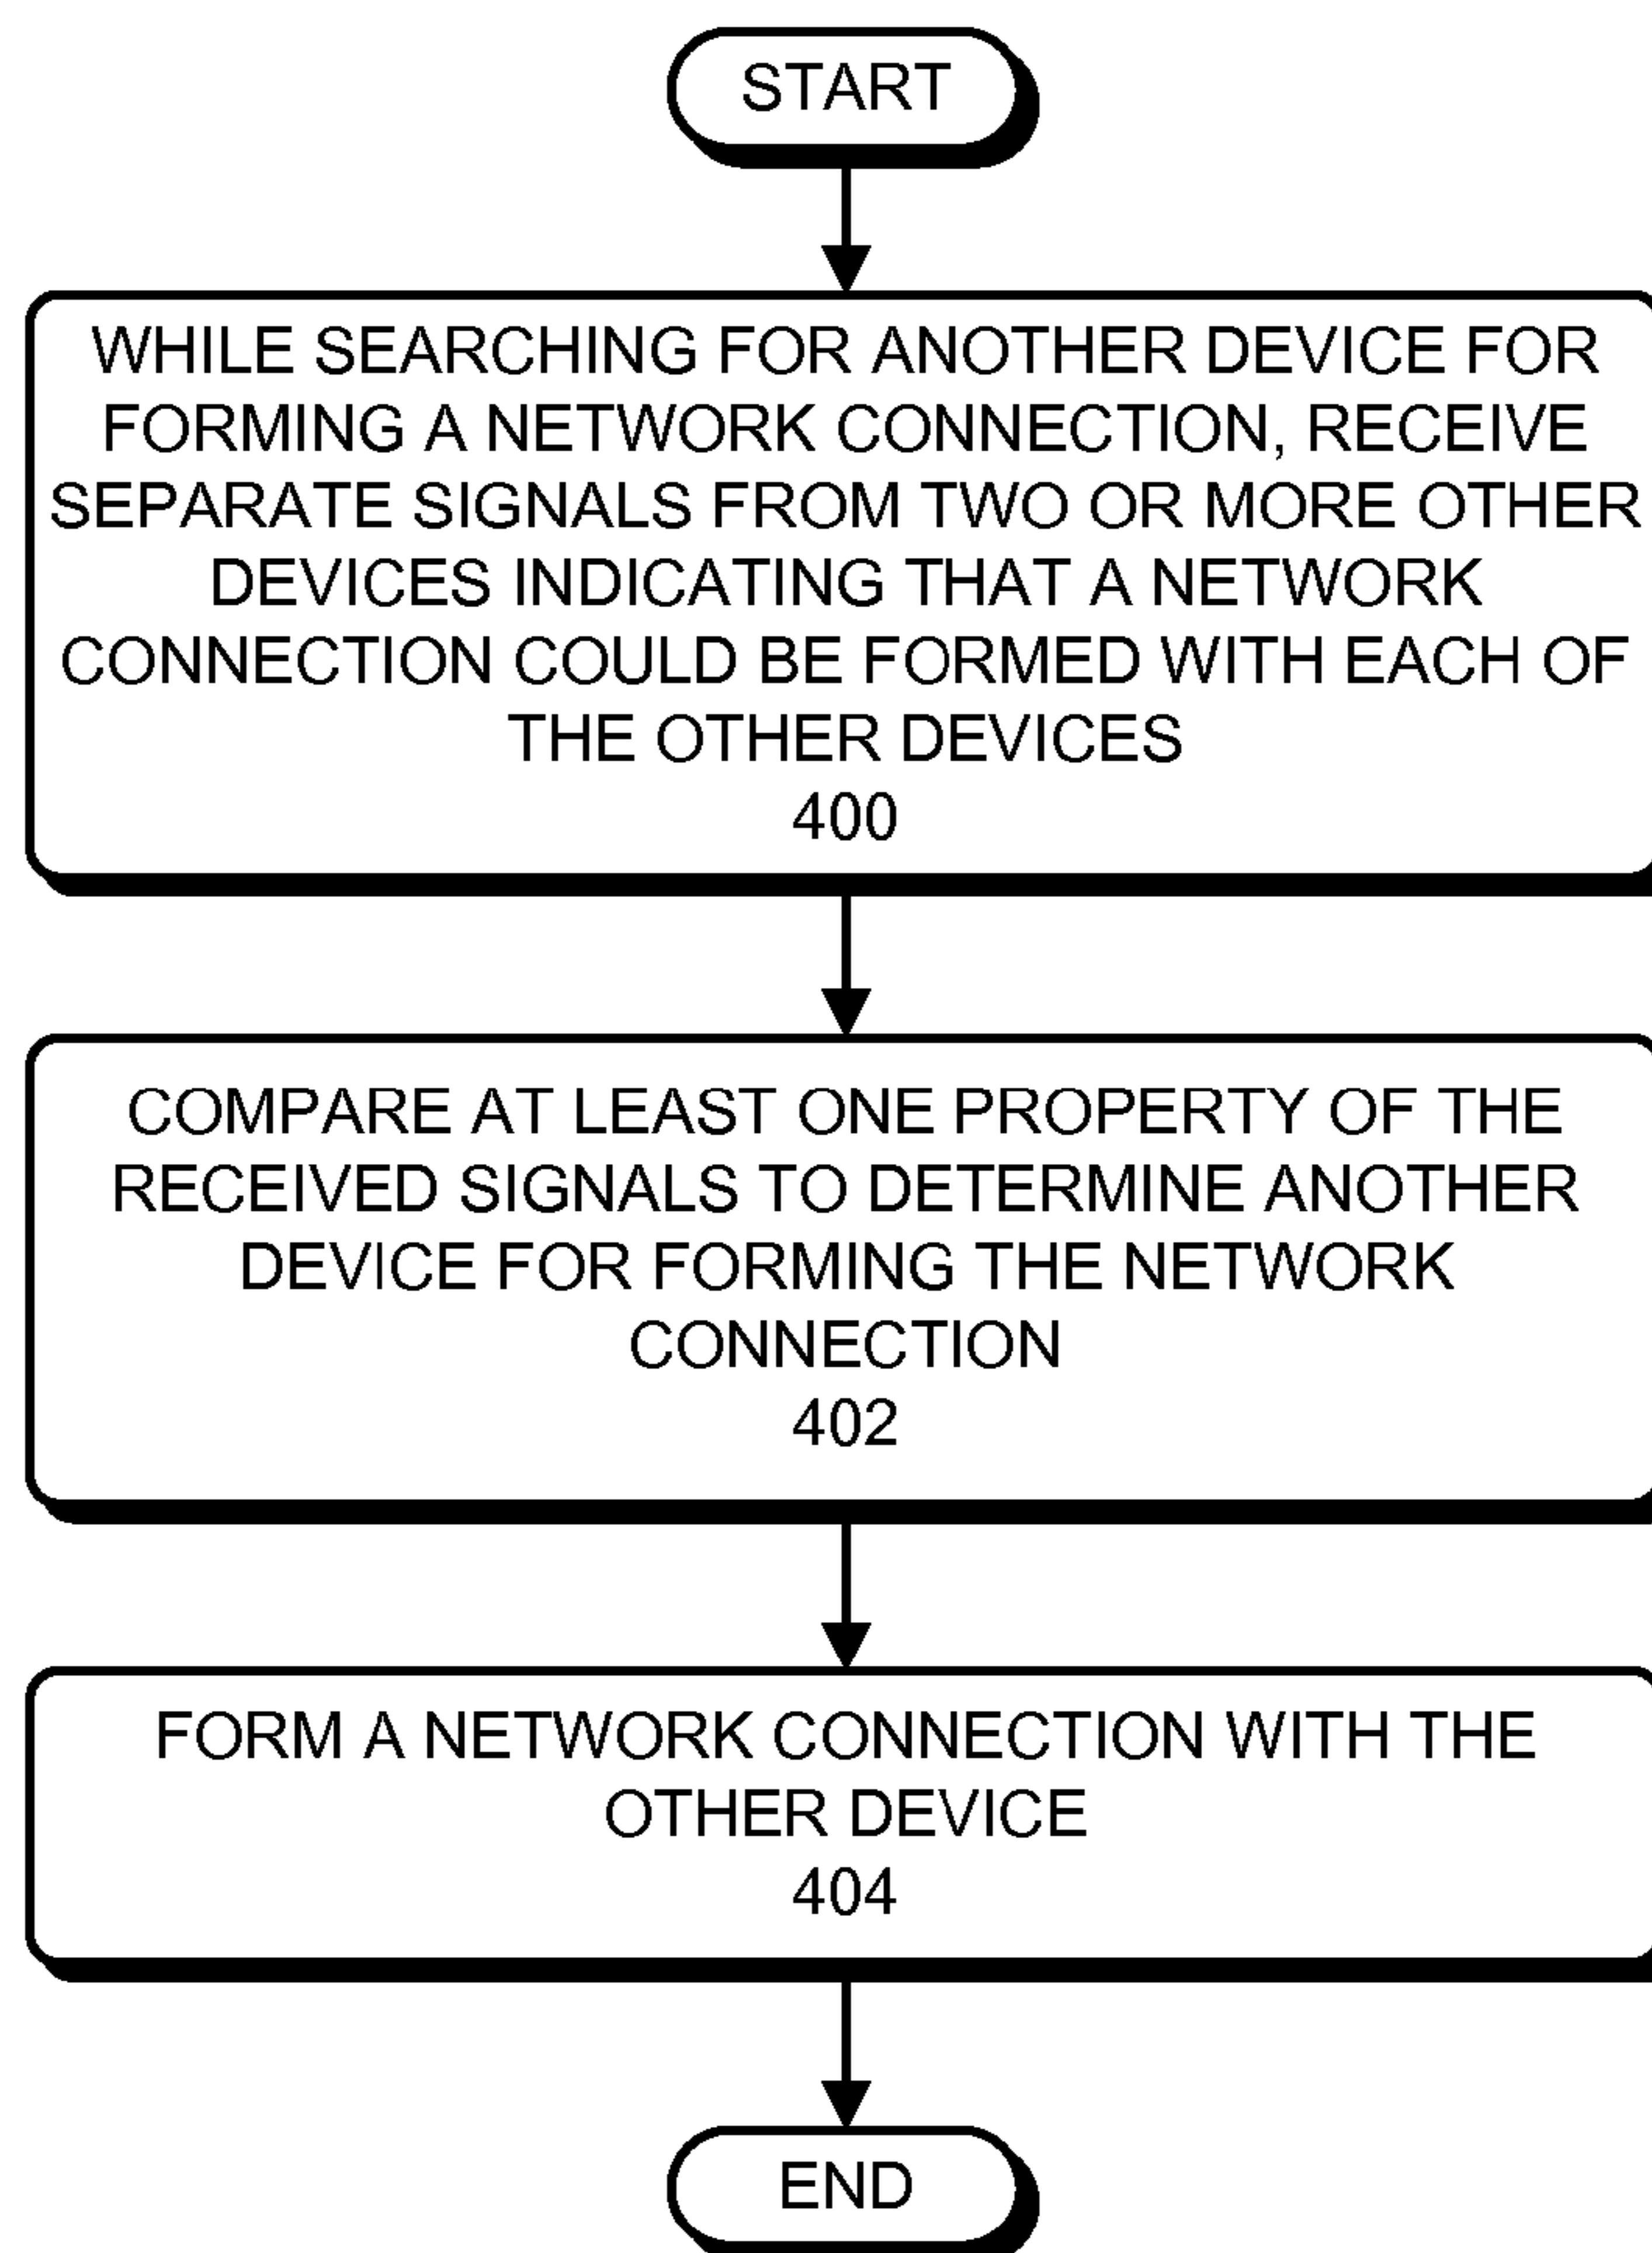 START
WHILE SEARCHING FOR ANOTHER DEVICE FOR
FORMING A NETWORK CONNECTION, RECEIVE
SEPARATE SIGNALS FROM TWO OR MORE OTHER
DEVICES INDICATING THAT A NETWORK
CONNECTION COULD BE FORMED WITH EACH OF
THE OTHER DEVICES
400
COMPARE AT LEAST ONE PROPERTY OF THE
RECEIVED SIGNALS TO DETERMINE ANOTHER
DEVICE FOR FORMING THE NETWORK
CONNECTION
402
FORM A NETWORK CONNECTION WITH THE
OTHER DEVICE
404
END